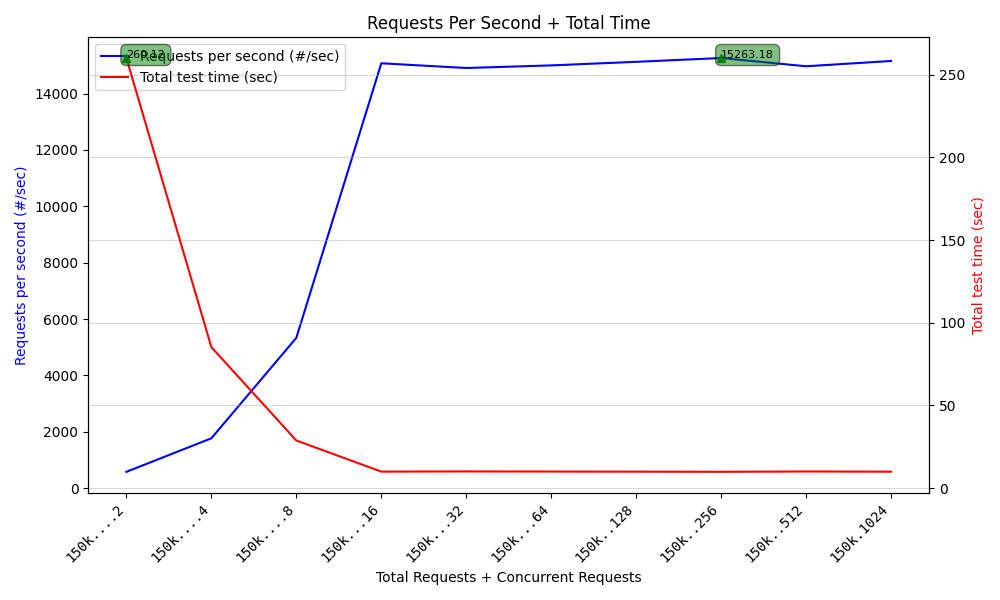 Requests Per Second + Total Time
Requests per second (#/sec)
Total test time (sec)
260.12
15263.18
14000
12000
10000
8000
6000
4000
2000
0
Requests per second (#/sec)
250
200
150
100
50
0
Total test time (sec)
150k....2
150k....4
150k....8
150k...16
150k...32
150k...64
150k..128
150k..256
150k..512
150k.1024
Total Requests + Concurrent Requests